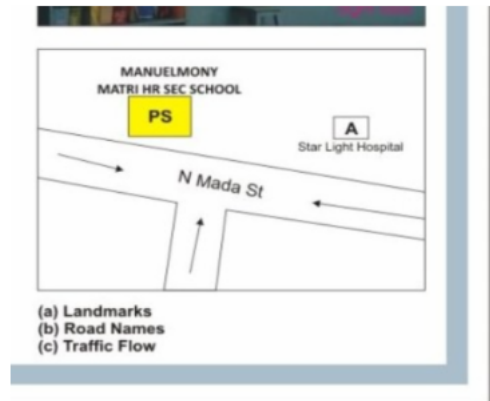 MANUELMONY
MATRI HR SEC SCHOOL
PS
A
Star Light Hospital
N Mada St
(a) Landmarks
(b) Road Names
(c) Traffic Flow